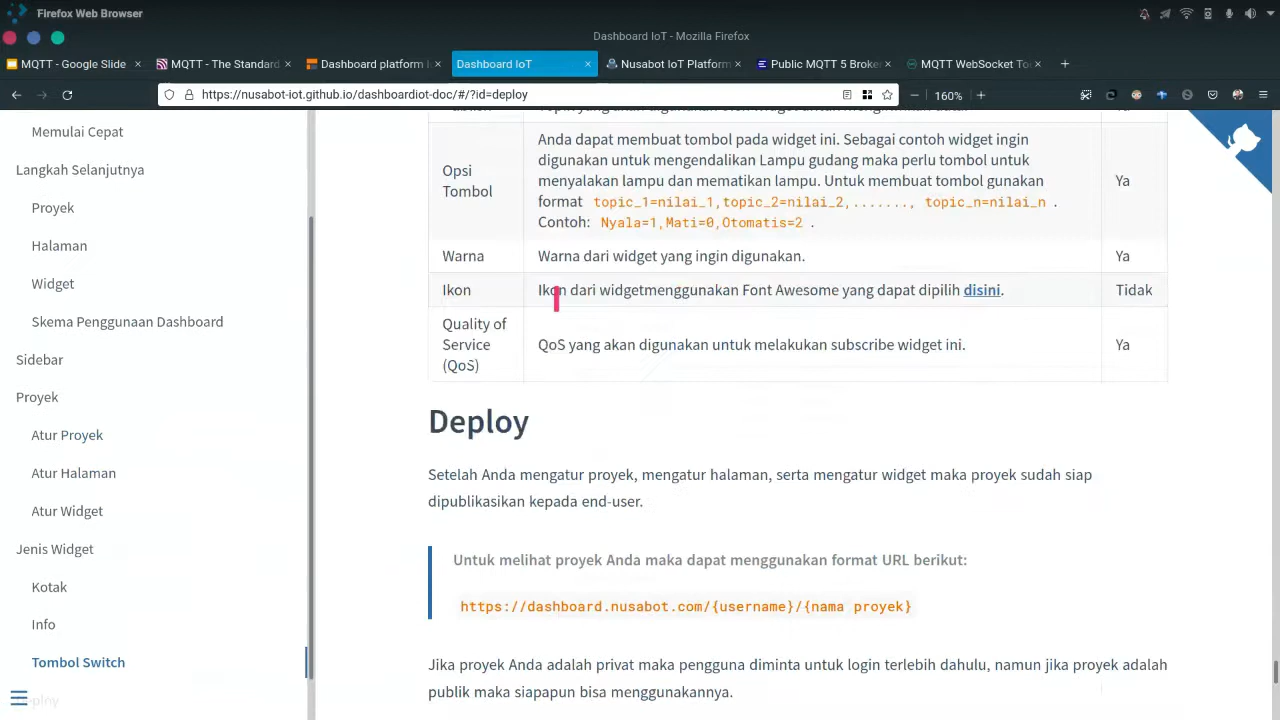 Firefox Web Browser
Dashboard IoT - Mozilla Firefox
MQTT - Google Slide
MQTT - The Standard
Dashboard platform I
Dashboard IoT
Nusabot IoT Platform
Public MQTT 5 Broke
MQTT WebSocket To
https://nusabot-iot.github.io/dashboardiot-doc/#/?id=deploy
160%
Memulai Cepat
Langkah Selanjutnya
Proyek
Halaman
Widget
Skema Penggunaan Dashboard
Sidebar
Proyek
Atur Proyek
Atur Halaman
Atur Widget
Jenis Widget
Kotak
Info
Tombol Switch
Anda dapat membuat tombol pada widget ini. Sebagai contoh widget ingin
digunakan untuk mengendalikan Lampu gudang maka perlu tombol untuk
Opsi Tombol
menyalakan lampu dan mematikan lampu. Untuk membuat tombol gunakan
Ya
format topic_1=nilai_1,topic_2=nilai_2,......., topic_n=nilai_n .
Contoh: Nyala=1,Mati=0,Otomatis=2 .
Warna Warna dari widget yang ingin digunakan. Ya
Ikon Ikon dari widgetmenggunakan Font Awesome yang dapat dipilih disini. Tidak
Quality of
Service
(QoS)
QoS yang akan digunakan untuk melakukan subscribe widget ini. Ya
Deploy
Setelah Anda mengatur proyek, mengatur halaman, serta mengatur widget maka proyek sudah siap
dipublikasikan kepada end-user.
Untuk melihat proyek Anda maka dapat menggunakan format URL berikut:
https://dashboard.nusabot.com/{username}/{nama proyek}
Jika proyek Anda adalah privat maka pengguna diminta untuk login terlebih dahulu, namun jika proyek adalah
publik maka siapapun bisa menggunakannya.